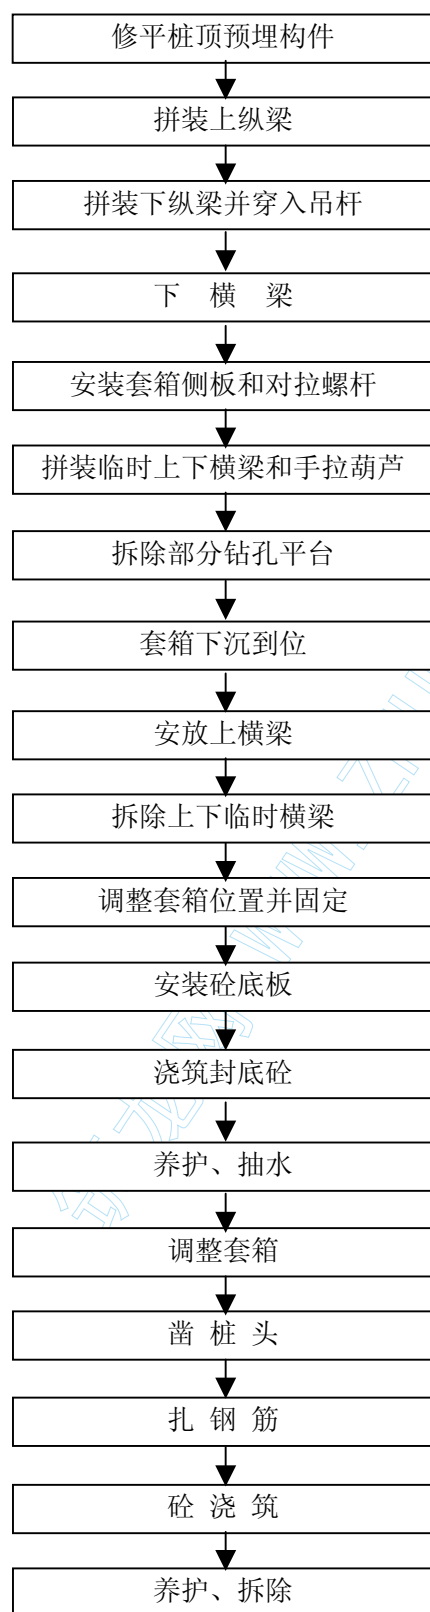 修平桩顶预埋构件
拼装上纵梁
拼装下纵梁并穿入吊杆
下 横 梁
安装套箱侧板和对拉螺杆
拼装临时上下横梁和手拉葫芦
拆除部分钻孔平台
套箱下沉到位
安放上横梁
拆除上下临时横梁
调整套箱位置并固定
安装砼底板
浇筑封底砼
养护、抽水
调整套箱
凿 桩 头
扎 钢 筋
砼 浇 筑
养护、拆除